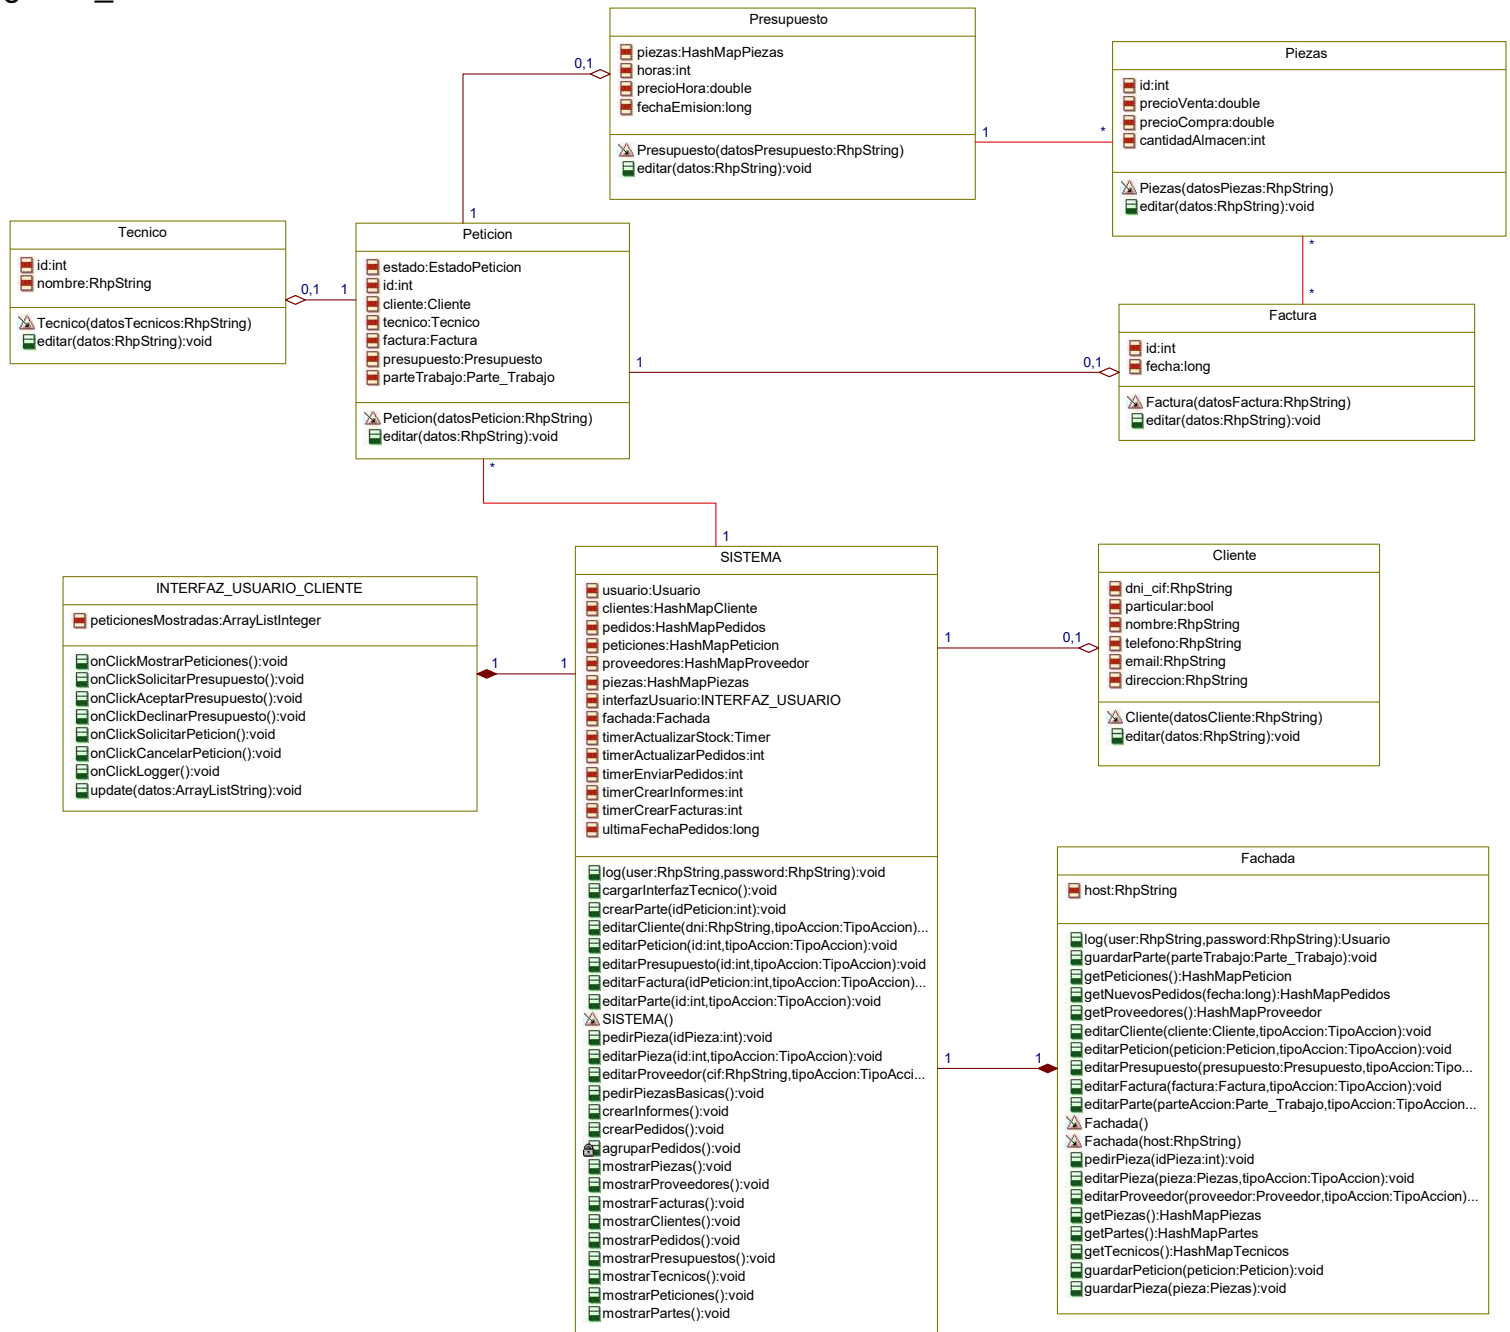 Presupuesto
piezas:HashMapPiezas
horas:int
precioHora:double
fechaEmision:long
Presupuesto(datosPresupuesto:RhpString)
editar(datos:RhpString):void
0,1
1
1
*
Piezas
id:int
precioVenta:double
precioCompra:double
cantidadAlmacen:int
Piezas(datosPiezas:RhpString)
editar(datos:RhpString):void
*
*
Tecnico
id:int
nombre:RhpString
Tecnico(datosTecnicos:RhpString)
editar(datos:RhpString):void
0,1
1
Peticion
estado:EstadoPeticion
id:int
cliente:Cliente
tecnico:Tecnico
factura:Factura
presupuesto:Presupuesto
parteTrabajo:Parte_Trabajo
Peticion(datosPeticion:RhpString)
editar(datos:RhpString):void
1
0,1
Factura
id:int
fecha:long
Factura(datosFactura:RhpString)
editar(datos:RhpString):void
*
1
INTERFAZ_USUARIO_CLIENTE
peticionesMostradas:ArrayListInteger
onClickMostrarPeticiones():void
onClickSolicitarPresupuesto():void
onClickAceptarPresupuesto():void
onClickDeclinarPresupuesto():void
onClickSolicitarPeticion():void
onClickCancelarPeticion():void
onClickLogger():void
update(datos:ArrayListString):void
1
1
SISTEMA
usuario:Usuario
clientes:HashMapCliente
pedidos:HashMapPedidos
peticiones:HashMapPeticion
proveedores:HashMapProveedor
piezas:HashMapPiezas
interfazUsuario:INTERFAZ_USUARIO
fachada:Fachada
timerActualizarStock:Timer
timerActualizarPedidos:int
timerEnviarPedidos:int
timerCrearInformes:int
timerCrearFacturas:int
ultimaFechaPedidos:long
log(user:RhpString,password:RhpString):void
cargarInterfazTecnico():void
crearParte(idPeticion:int):void
editarCliente(dni:RhpString,tipoAccion:TipoAccion)...
editarPeticion(id:int,tipoAccion:TipoAccion):void
editarPresupuesto(id:int,tipoAccion:TipoAccion):void
editarFactura(idPeticion:int,tipoAccion:TipoAccion)...
editarParte(id:int,tipoAccion:TipoAccion):void
SISTEMA()
pedirPieza(idPieza:int):void
editarPieza(id:int,tipoAccion:TipoAccion):void
editarProveedor(cif:RhpString,tipoAccion:TipoAcci...
pedirPiezasBasicas():void
crearInformes():void
crearPedidos():void
agruparPedidos():void
mostrarPiezas():void
mostrarProveedores():void
mostrarFacturas():void
mostrarClientes():void
mostrarPedidos():void
mostrarPresupuestos():void
mostrarTecnicos():void
mostrarPeticiones():void
mostrarPartes():void
1
0,1
Cliente
dni_cif:RhpString
particular:bool
nombre:RhpString
telefono:RhpString
email:RhpString
direccion:RhpString
Cliente(datosCliente:RhpString)
editar(datos:RhpString):void
1
1
Fachada
host:RhpString
log(user:RhpString,password:RhpString):Usuario
guardarParte(parteTrabajo:Parte_Trabajo):void
getPeticiones():HashMapPeticion
getNuevosPedidos(fecha:long):HashMapPedidos
getProveedores():HashMapProveedor
editarCliente(cliente:Cliente,tipoAccion:TipoAccion):void
editarPeticion(peticion:Peticion,tipoAccion:TipoAccion):void
editarPresupuesto(presupuesto:Presupuesto,tipoAccion:Tipo...
editarFactura(factura:Factura,tipoAccion:TipoAccion):void
editarParte(parteAccion:Parte_Trabajo,tipoAccion:TipoAccion...
Fachada()
Fachada(host:RhpString)
pedirPieza(idPieza:int):void
editarPieza(pieza:Piezas,tipoAccion:TipoAccion):void
editarProveedor(proveedor:Proveedor,tipoAccion:TipoAccion)...
getPiezas():HashMapPiezas
getPartes():HashMapPartes
getTecnicos():HashMapTecnicos
guardarPeticion(peticion:Peticion):void
guardarPieza(pieza:Piezas):void